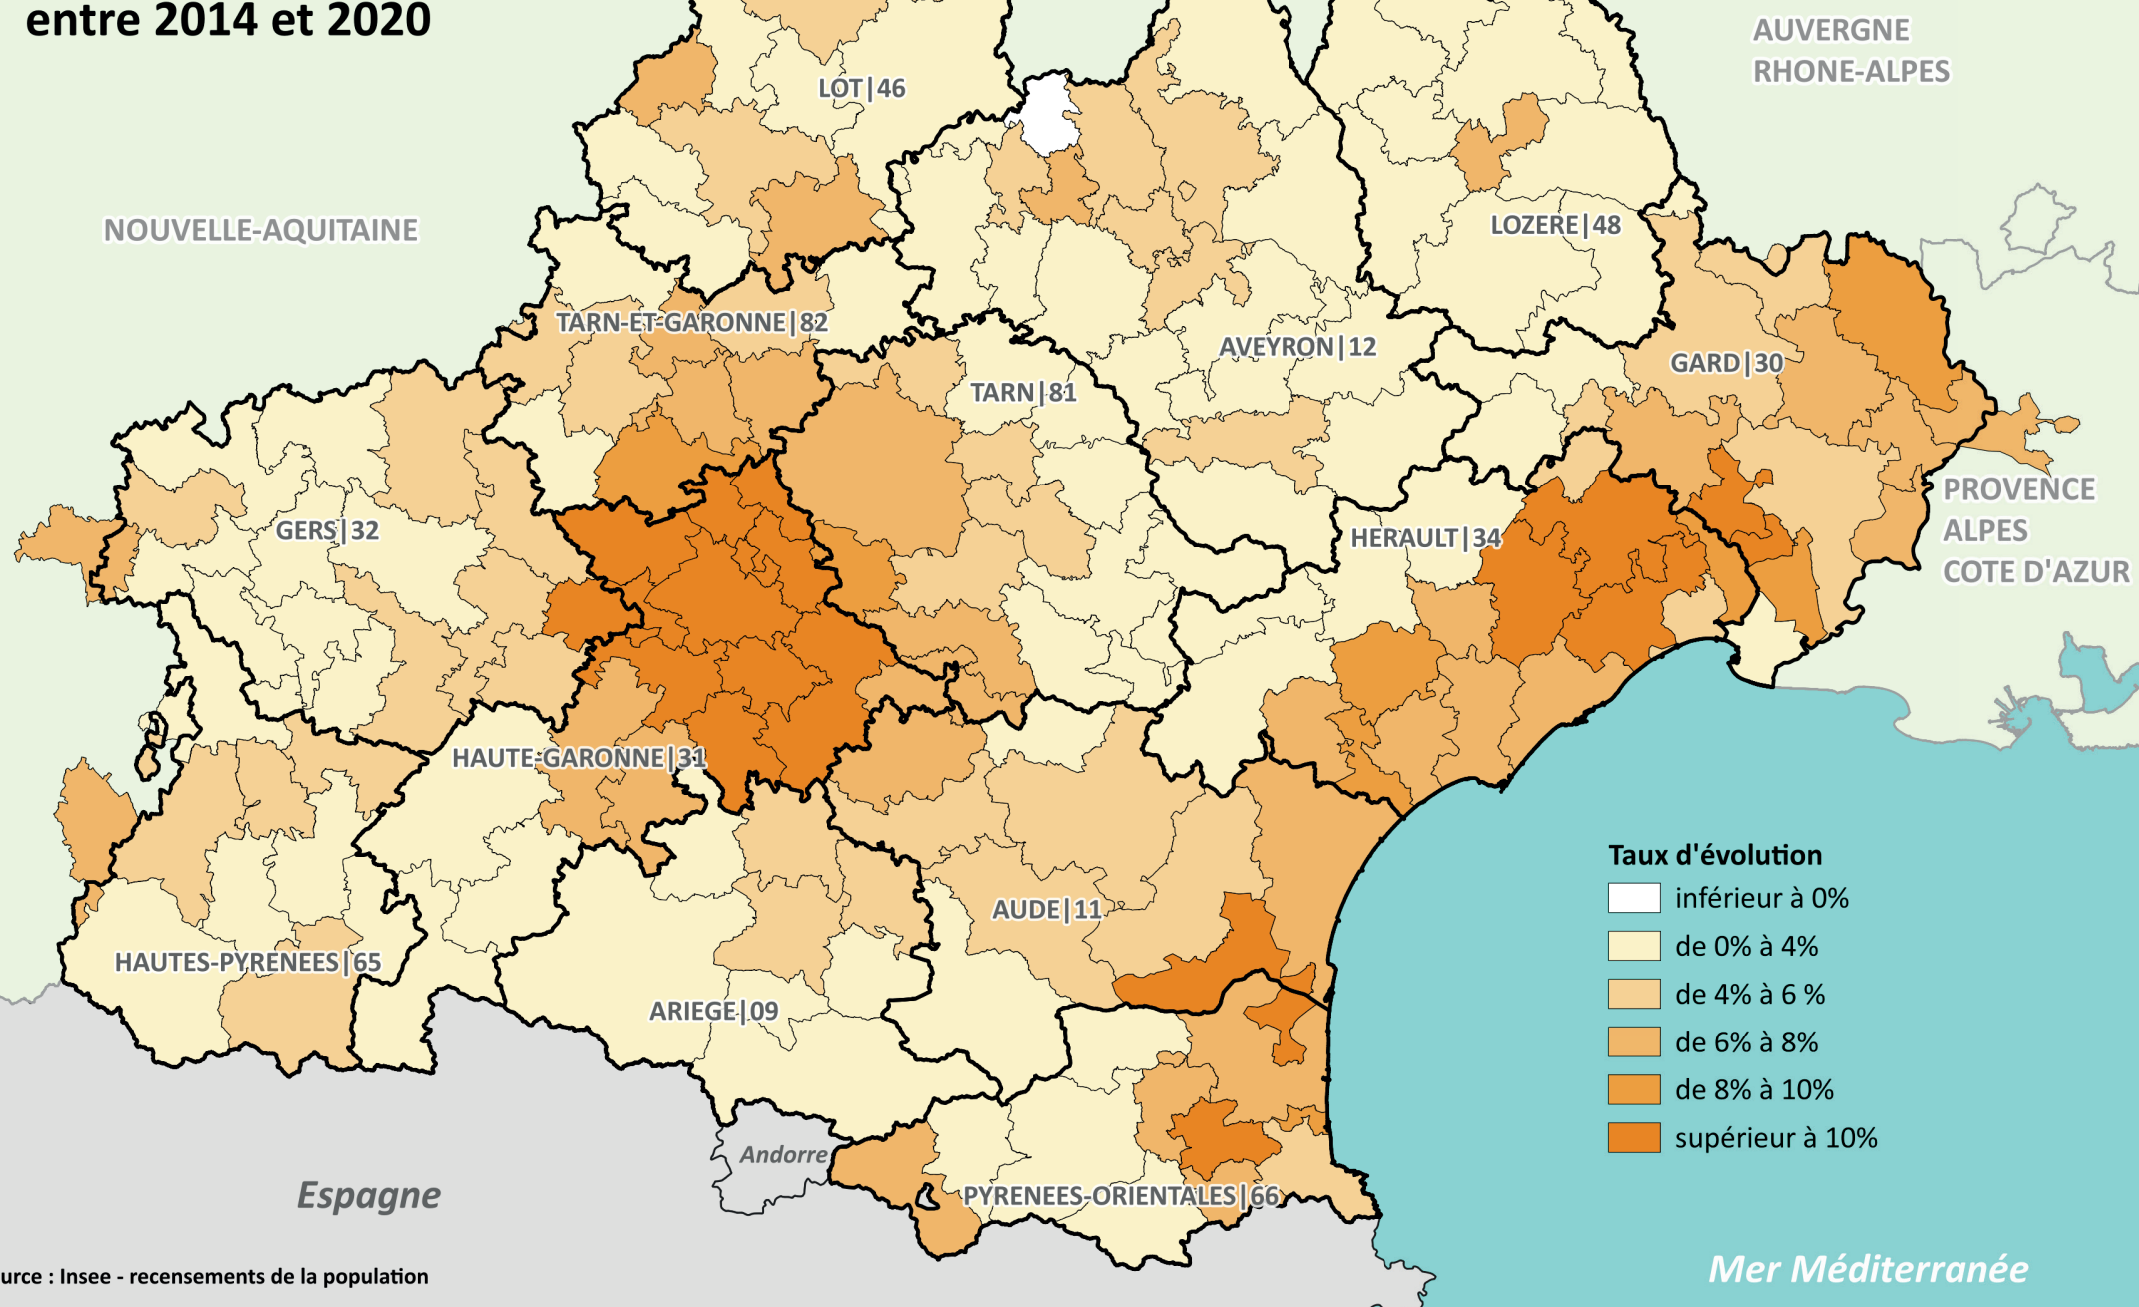 entre 2014 et 2020
AUVERGNE
RHONE-ALPES
LOT|46
NOUVELLE-AQUITAINE
LOZERE|48
TARN-ET-GARONNE|82
AVEYRON|12
GARD|30
TARN|81
PROVENCE
ALPES
COTE D'AZUR
GERS|32
HERAULT|34
HAUTE-GARONNE|31
AUDE|11
HAUTES-PYRENEES|65
ARIEGE|09
Andorre
PYRENEES-ORIENTALES|66
Espagne
Taux d'évolution
inférieur à 0%
de 0% à 4%
de 4% à 6 %
de 6% à 8%
de 8% à 10%
supérieur à 10%
Mer Méditerranée
urce : Insee - recensements de la population